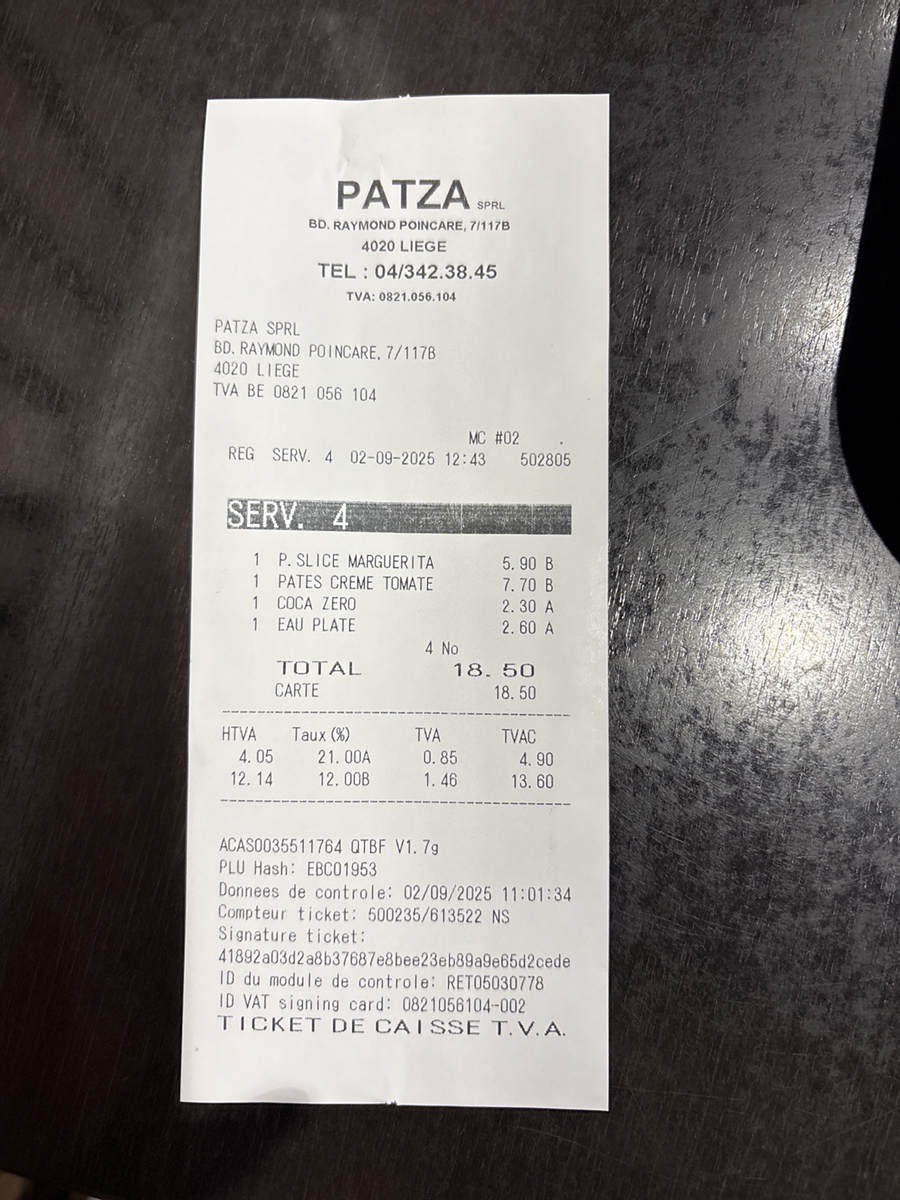 PATZA SPRL
BD. RAYMOND POINCARE, 7/117B
4020 LIEGE
TEL : 04/342.38.45
TVA: 0821.056.104
PATZA SPRL
BD. RAYMOND POINCARE, 7/117B
4020 LIEGE
TVA BE 0821 056 104
MC #02 .
REG SERV. 4 02-09-2025 12:43 502805
SERV. 4
1 P.SLICE MARGUERITA 5.90 B
1 PATES CREME TOMATE 7.70 B
1 COCA ZERO 2.30 A
1 EAU PLATE 2.60 A
4 No
TOTAL 18.50
CARTE 18.50
HTVA Taux(%) TVA TVAC
4.05 21.00A 0.85 4.90
12.14 12.00B 1.46 13.60
ACAS0035511764 QTBF V1.7g
PLU Hash: EBC01953
Donnees de controle: 02/09/2025 11:01:34
Compteur ticket: 500235/613522 NS
Signature ticket:
41892a03d2a8b37687e8bee23eb89a9e65d2cede
ID du module de controle: RET05030778
ID VAT signing card: 0821056104-002
TICKET DE CAISSE T.V.A.